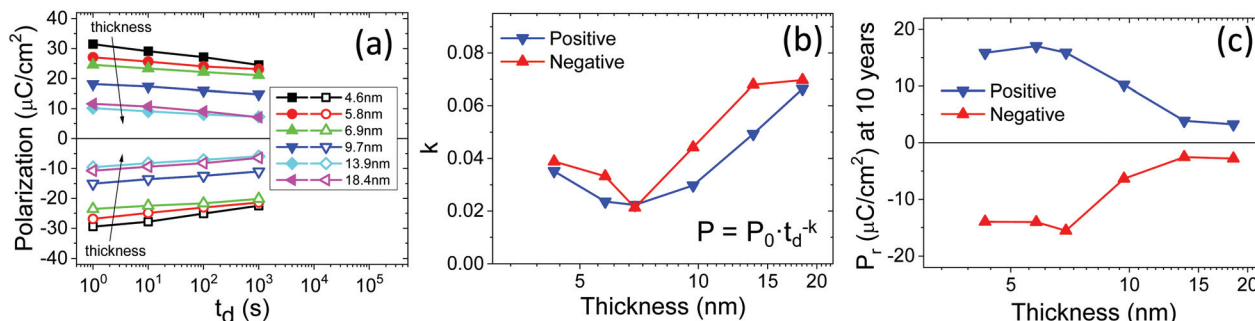 (a)
thickness
thickness
Polarization (μC/cm²)
40
30
20
10
0
-10
-20
-30
-40
4.6nm
5.8nm
6.9nm
9.7nm
13.9nm
18.4nm
10⁰ 10¹ 10² 10³ 10⁴ 10⁵
t_d (s)
(b)
Positive
Negative
k
0.10
0.08
0.06
0.04
0.02
0.00
P = P₀·t_d^-k
5 10 15 20
Thickness (nm)
(c)
Positive
Negative
P_r (μC/cm²) at 10 years
20
10
0
-10
-20
5 10 15 20
Thickness (nm)